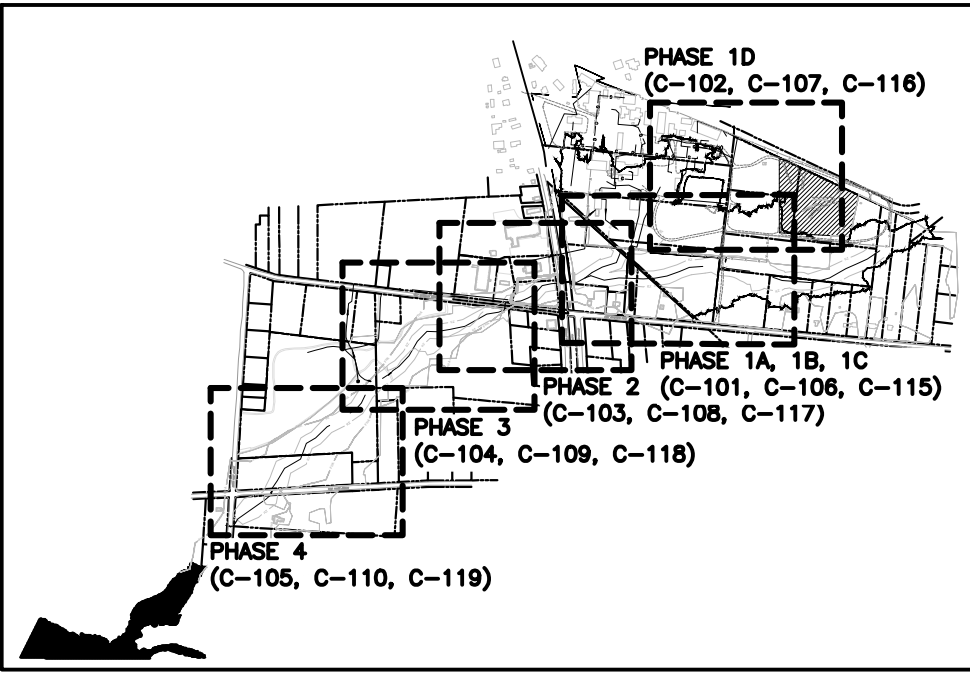 PHASE 1D
(C-102, C-107, C-116)
PHASE 1A, 1B, 1C
(C-101, C-106, C-115)
PHASE 2
(C-103, C-108, C-117)
PHASE 3
(C-104, C-109, C-118)
PHASE 4
(C-105, C-110, C-119)